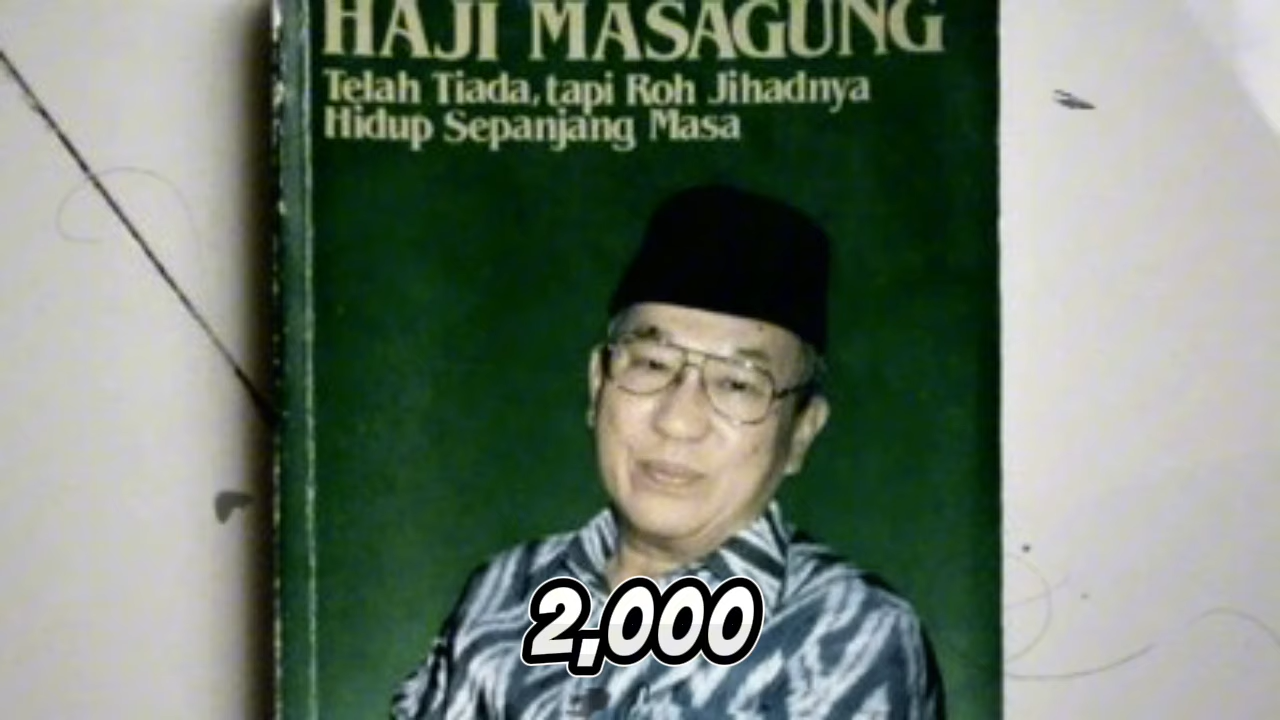 HAJI MASAGUNG
Telah Tiada, tapi Roh Jihadnya
Hidup Sepanjang Masa
2,000